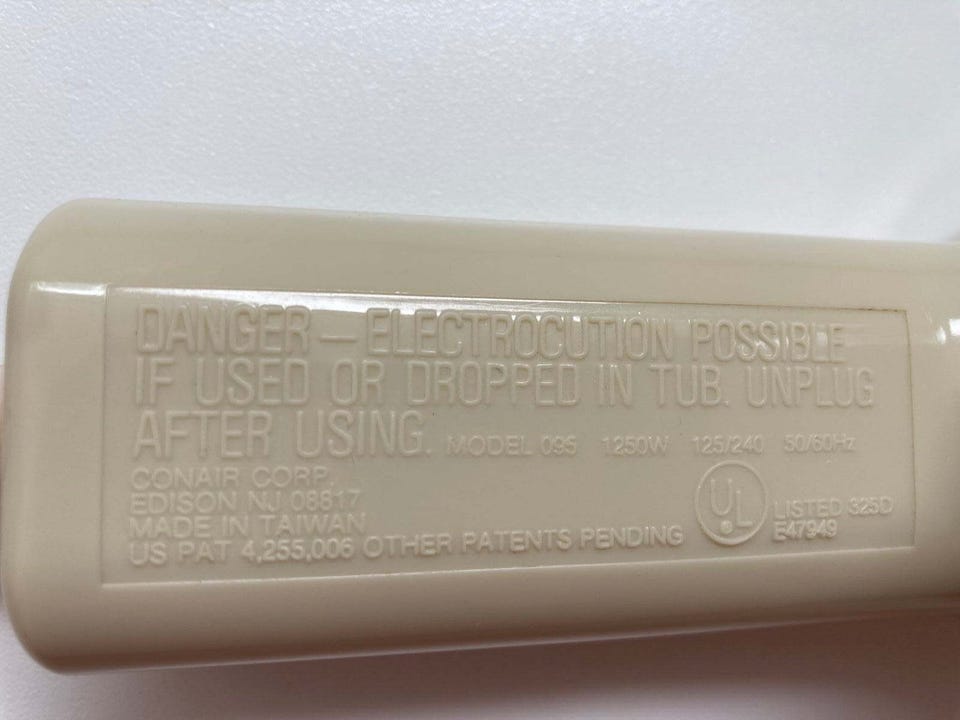 DANGER – ELECTROCUTION POSSIBLE
IF USED OR DROPPED IN TUB. UNPLUG
AFTER USING. MODEL 095 1250W 125/240 50/60Hz
CONAIR CORP.
EDISON NJ 08817
MADE IN TAIWAN
US PAT 4,255,006 OTHER PATENTS PENDING
UL LISTED 325D
E47949